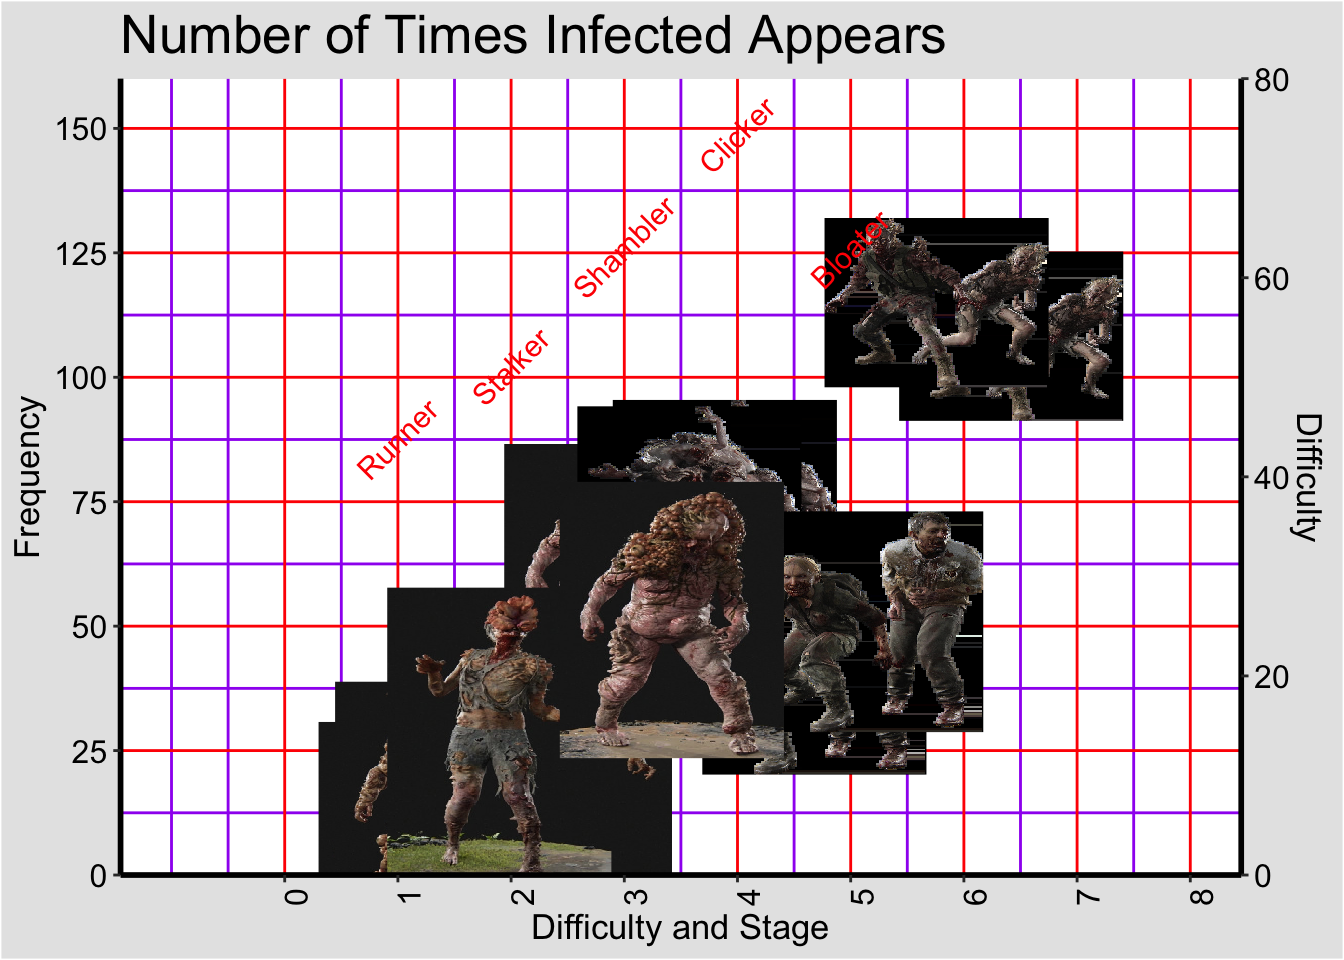 Number of Times Infected Appears
150
125
100
75
50
25
0
Frequency
Clicker
Shambler
Bloater
Stalker
Runner
80
60
40
20
0
Difficulty
0 1 2 3 4 5 6 7 8
Difficulty and Stage